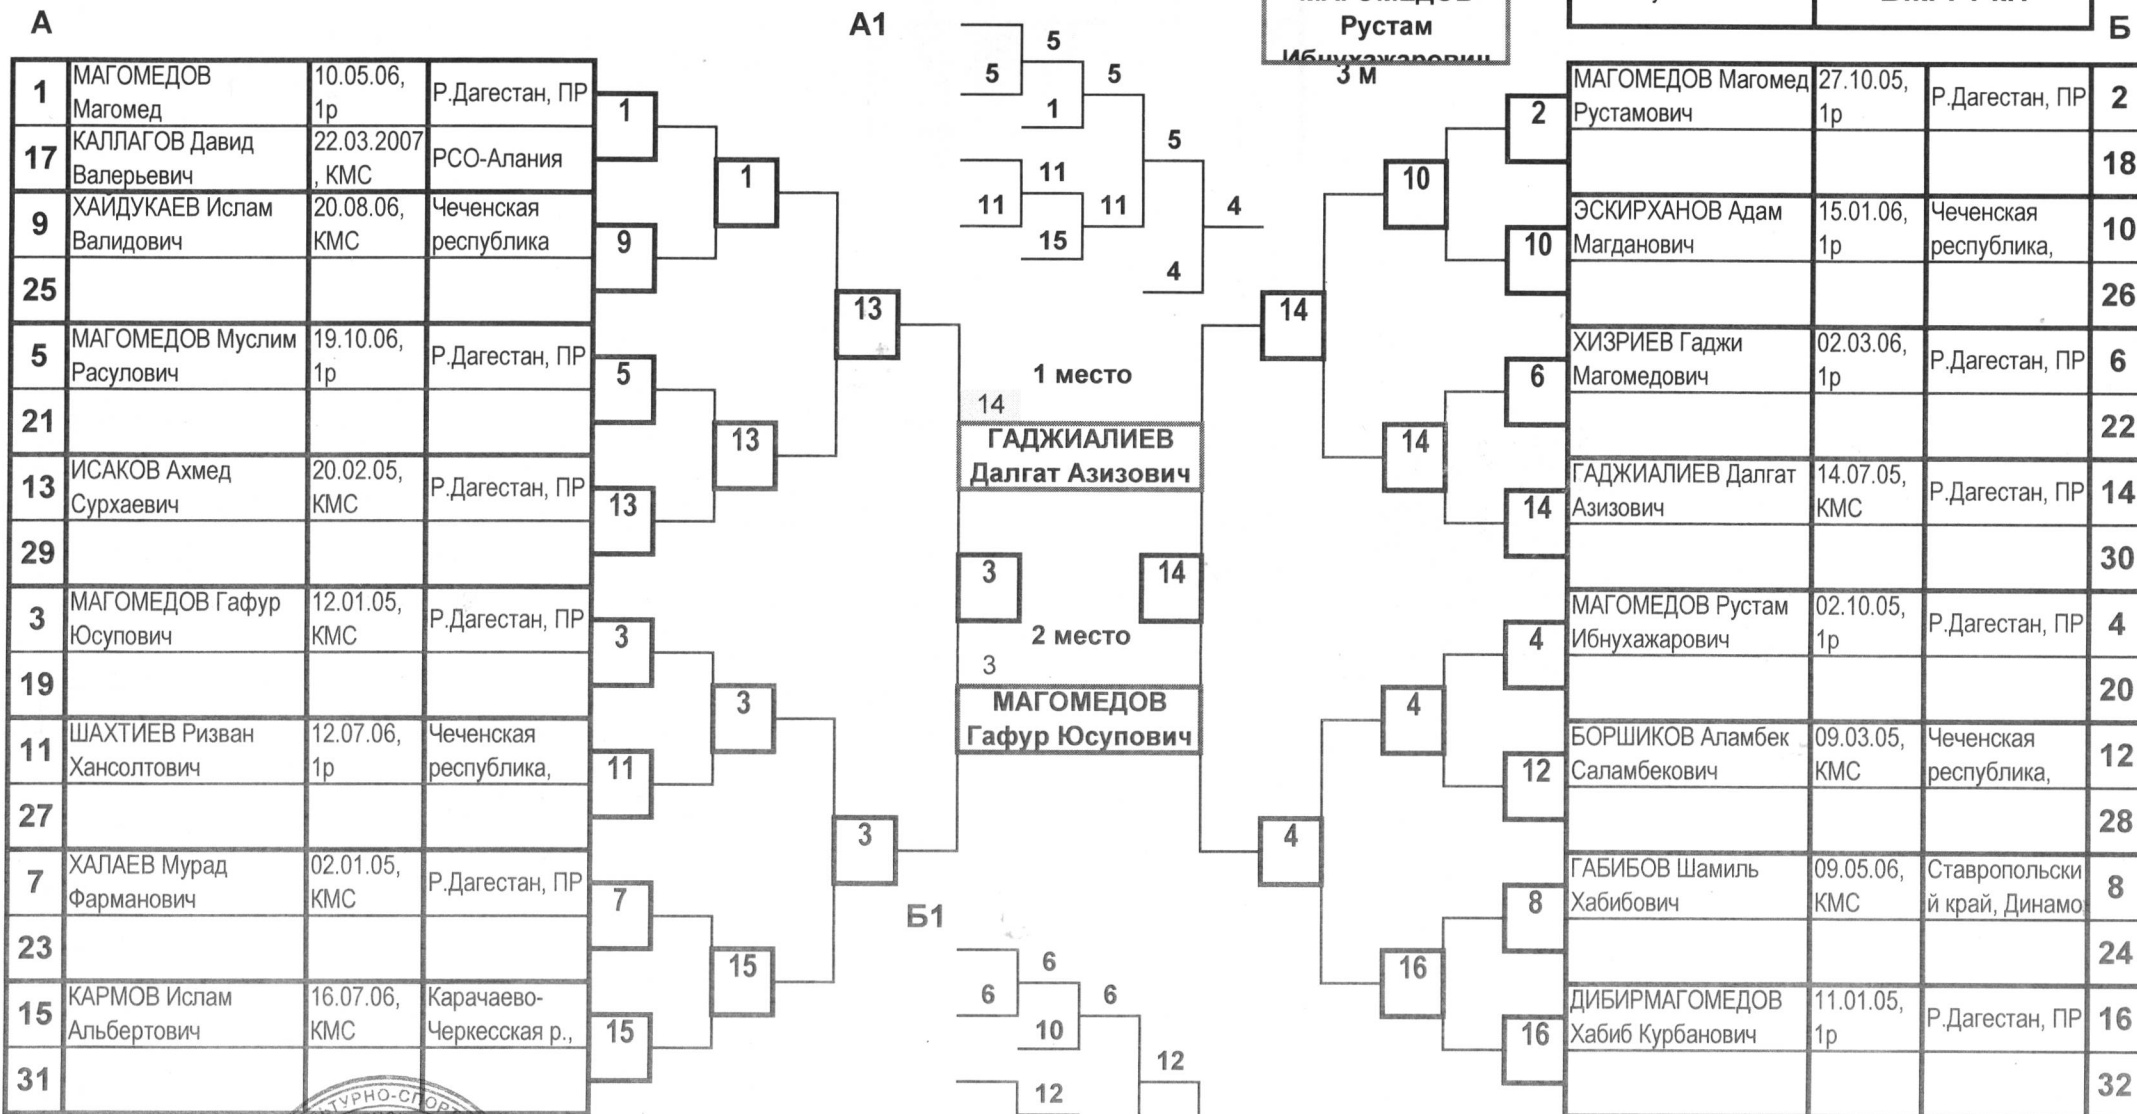 А
А1
Рустам
Б
1
МАГОМЕДОВ
Магомед
10.05.06,
1р
Р.Дагестан, ПР
17
КАЛЛАГОВ Давид
Валерьевич
22.03.2007
, КМС
РСО-Алания
9
ХАЙДУКАЕВ Ислам
Валидович
20.08.06,
КМС
Чеченская
республика
25
5
МАГОМЕДОВ Муслим
Расулович
19.10.06,
1р
Р.Дагестан, ПР
21
13
ИСАКОВ Ахмед
Сурхаевич
20.02.05,
КМС
Р.Дагестан, ПР
29
3
МАГОМЕДОВ Гафур
Юсупович
12.01.05,
КМС
Р.Дагестан, ПР
19
11
ШАХТИЕВ Ризван
Хансолтович
12.07.06,
1р
Чеченская
республика,
27
7
ХАЛАЕВ Мурад
Фарманович
02.01.05,
КМС
Р.Дагестан, ПР
23
15
КАРМОВ Ислам
Альбертович
16.07.06,
КМС
Карачаево-
Черкесская р.,
31
1
9
5
13
3
11
7
15
1
13
3
15
13
3
5
5
5
1
5
11
11
11
15
4
4
3 м
1 место
14
ГАДЖИАЛИЕВ
Далгат Азизович
3
14
2 место
3
МАГОМЕДОВ
Гафур Юсупович
Б1
6
6
6
10
12
12
14
4
10
14
4
16
2
10
6
14
4
12
8
16
МАГОМЕДОВ Магомед
Рустамович
27.10.05,
1р
Р.Дагестан, ПР
2
18
ЭСКИРХАНОВ Адам
Магданович
15.01.06,
1р
Чеченская
республика,
10
26
ХИЗРИЕВ Гаджи
Магомедович
02.03.06,
1р
Р.Дагестан, ПР
6
22
ГАДЖИАЛИЕВ Далгат
Азизович
14.07.05,
КМС
Р.Дагестан, ПР
14
30
МАГОМЕДОВ Рустам
Ибнухажарович
02.10.05,
1р
Р.Дагестан, ПР
4
20
БОРШИКОВ Аламбек
Саламбекович
09.03.05,
КМС
Чеченская
республика,
12
28
ГАБИБОВ Шамиль
Хабибович
09.05.06,
КМС
Ставропольски
й край, Динамо
8
24
ДИБИРМАГОМЕДОВ
Хабиб Курбанович
11.01.05,
1р
Р.Дагестан, ПР
16
32